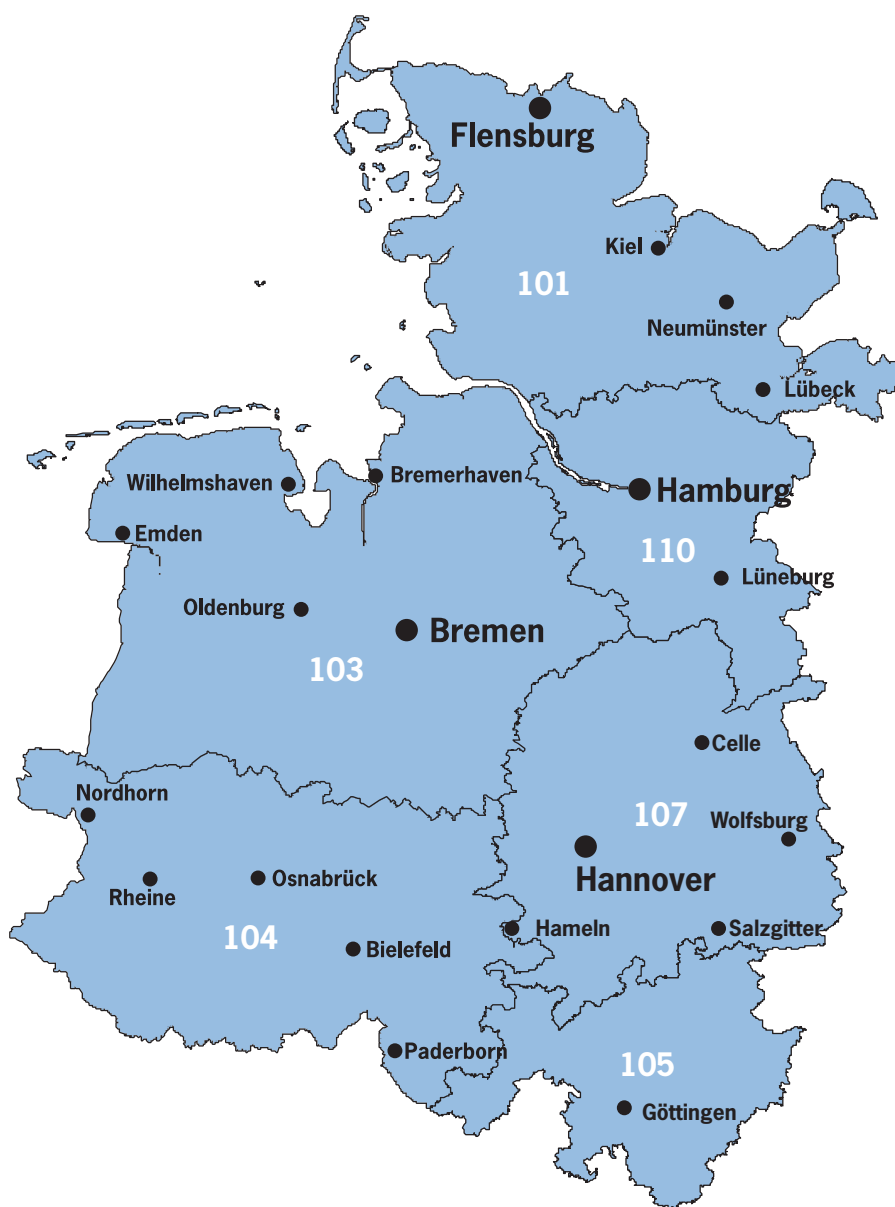 Flensburg
Kiel
101
Neumünster
Lübeck
Wilhelmshaven
Bremerhaven
Hamburg
Emden
110
Lüneburg
Oldenburg
Bremen
103
Celle
Nordhorn
107
Wolfsburg
Hannover
Osnabrück
Rheine
Hameln
Salzgitter
104
Bielefeld
Paderborn
105
Göttingen